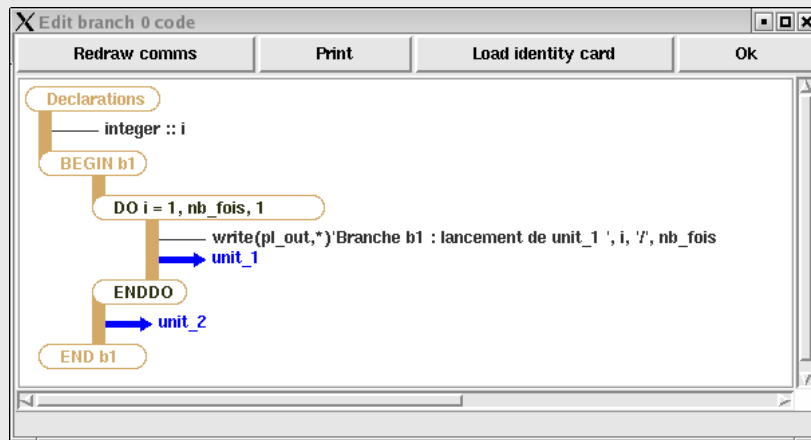 Edit branch 0 code
Redraw comms Print Load identity card Ok
Declarations
integer :: i
BEGIN b1
DO i = 1, nb_fois, 1
write(pl_out,*)'Branche b1 : lancement de unit_1 ', i, '/', nb_fois
unit_1
ENDDO
unit_2
END b1